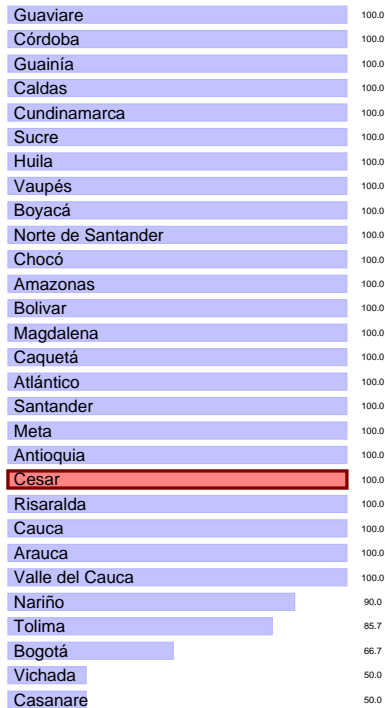 Guaviare 100.0
Córdoba 100.0
Guainía 100.0
Caldas 100.0
Cundinamarca 100.0
Sucre 100.0
Huila 100.0
Vaupés 100.0
Boyacá 100.0
Norte de Santander 100.0
Chocó 100.0
Amazonas 100.0
Bolivar 100.0
Magdalena 100.0
Caquetá 100.0
Atlántico 100.0
Santander 100.0
Meta 100.0
Antioquia 100.0
Cesar 100.0
Risaralda 100.0
Cauca 100.0
Arauca 100.0
Valle del Cauca 100.0
Nariño 90.0
Tolima 85.7
Bogotá 66.7
Vichada 50.0
Casanare 50.0